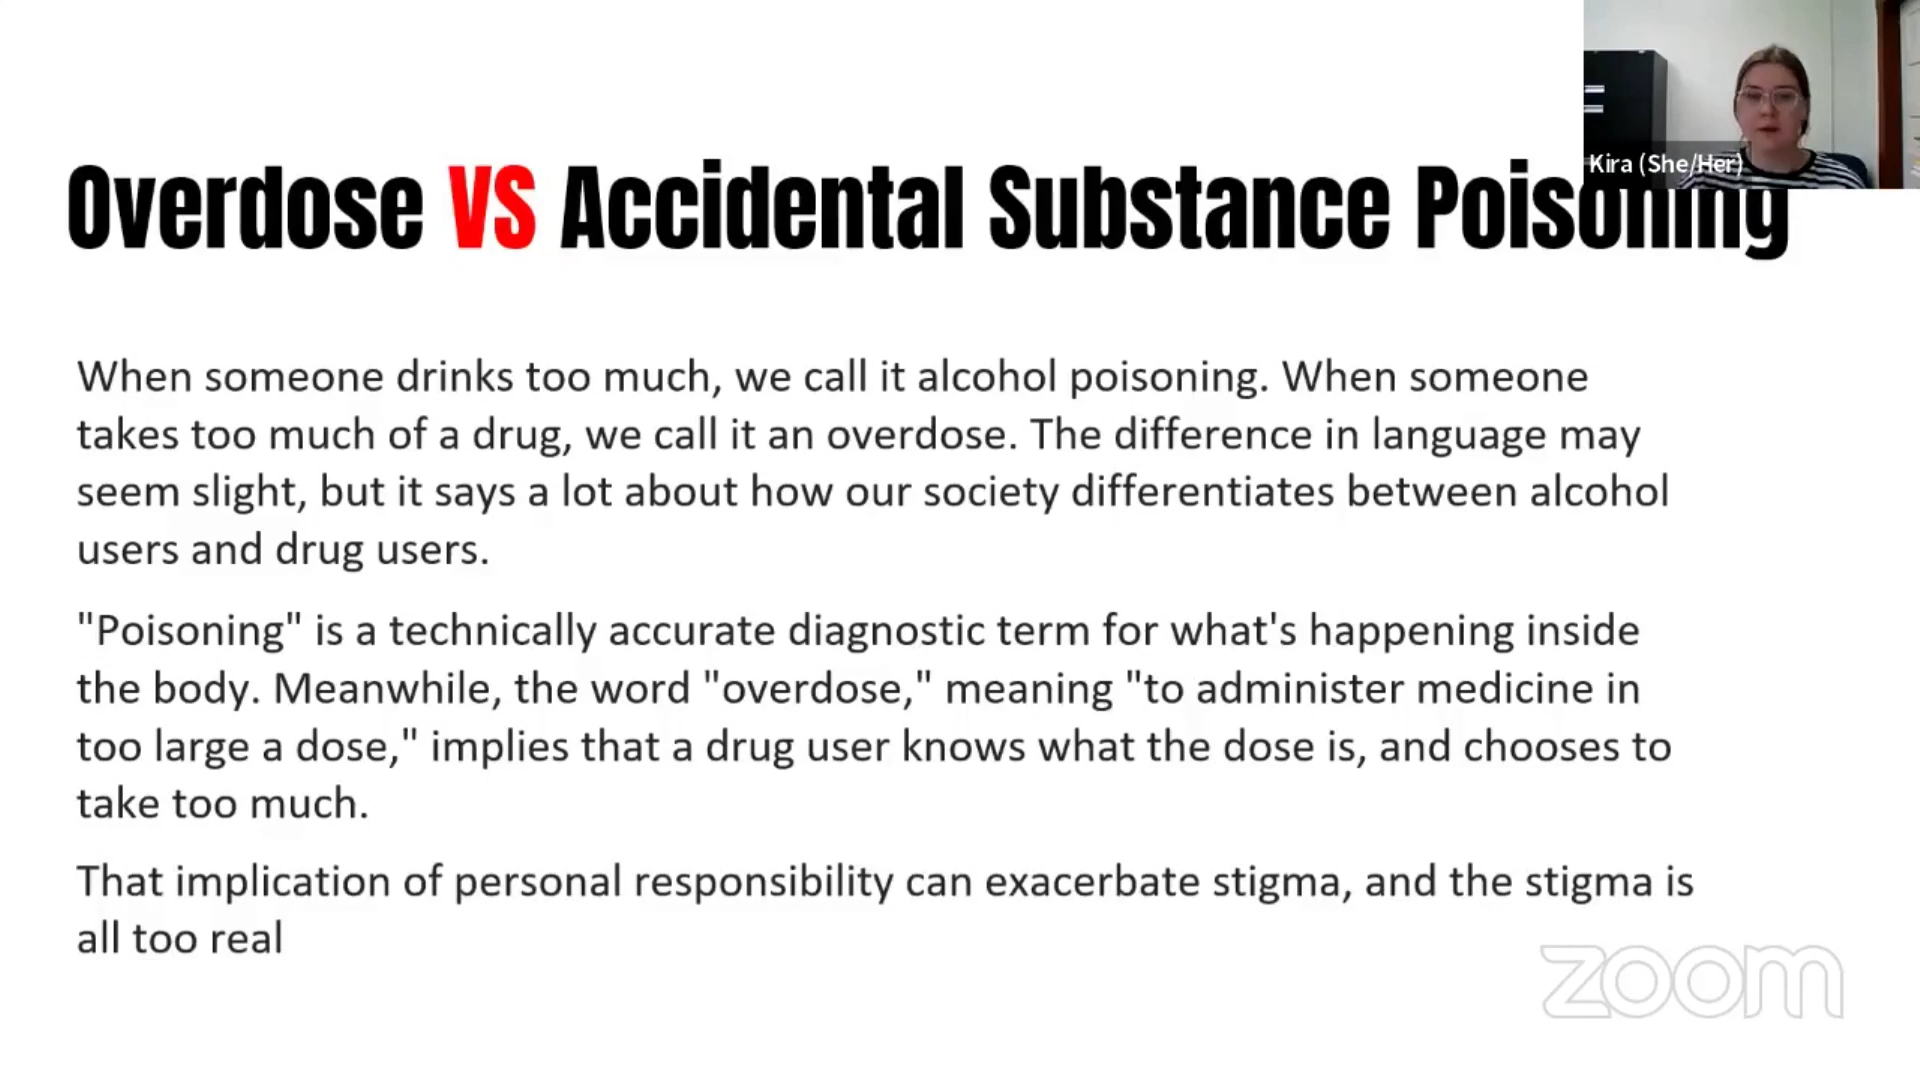 Kira (She/Her)
Overdose VS Accidental Substance Poisoning
When someone drinks too much, we call it alcohol poisoning. When someone
takes too much of a drug, we call it an overdose. The difference in language may
seem slight, but it says a lot about how our society differentiates between alcohol
users and drug users.
"Poisoning" is a technically accurate diagnostic term for what's happening inside
the body. Meanwhile, the word "overdose," meaning "to administer medicine in
too large a dose," implies that a drug user knows what the dose is, and chooses to
take too much.
That implication of personal responsibility can exacerbate stigma, and the stigma is
all too real
zoom